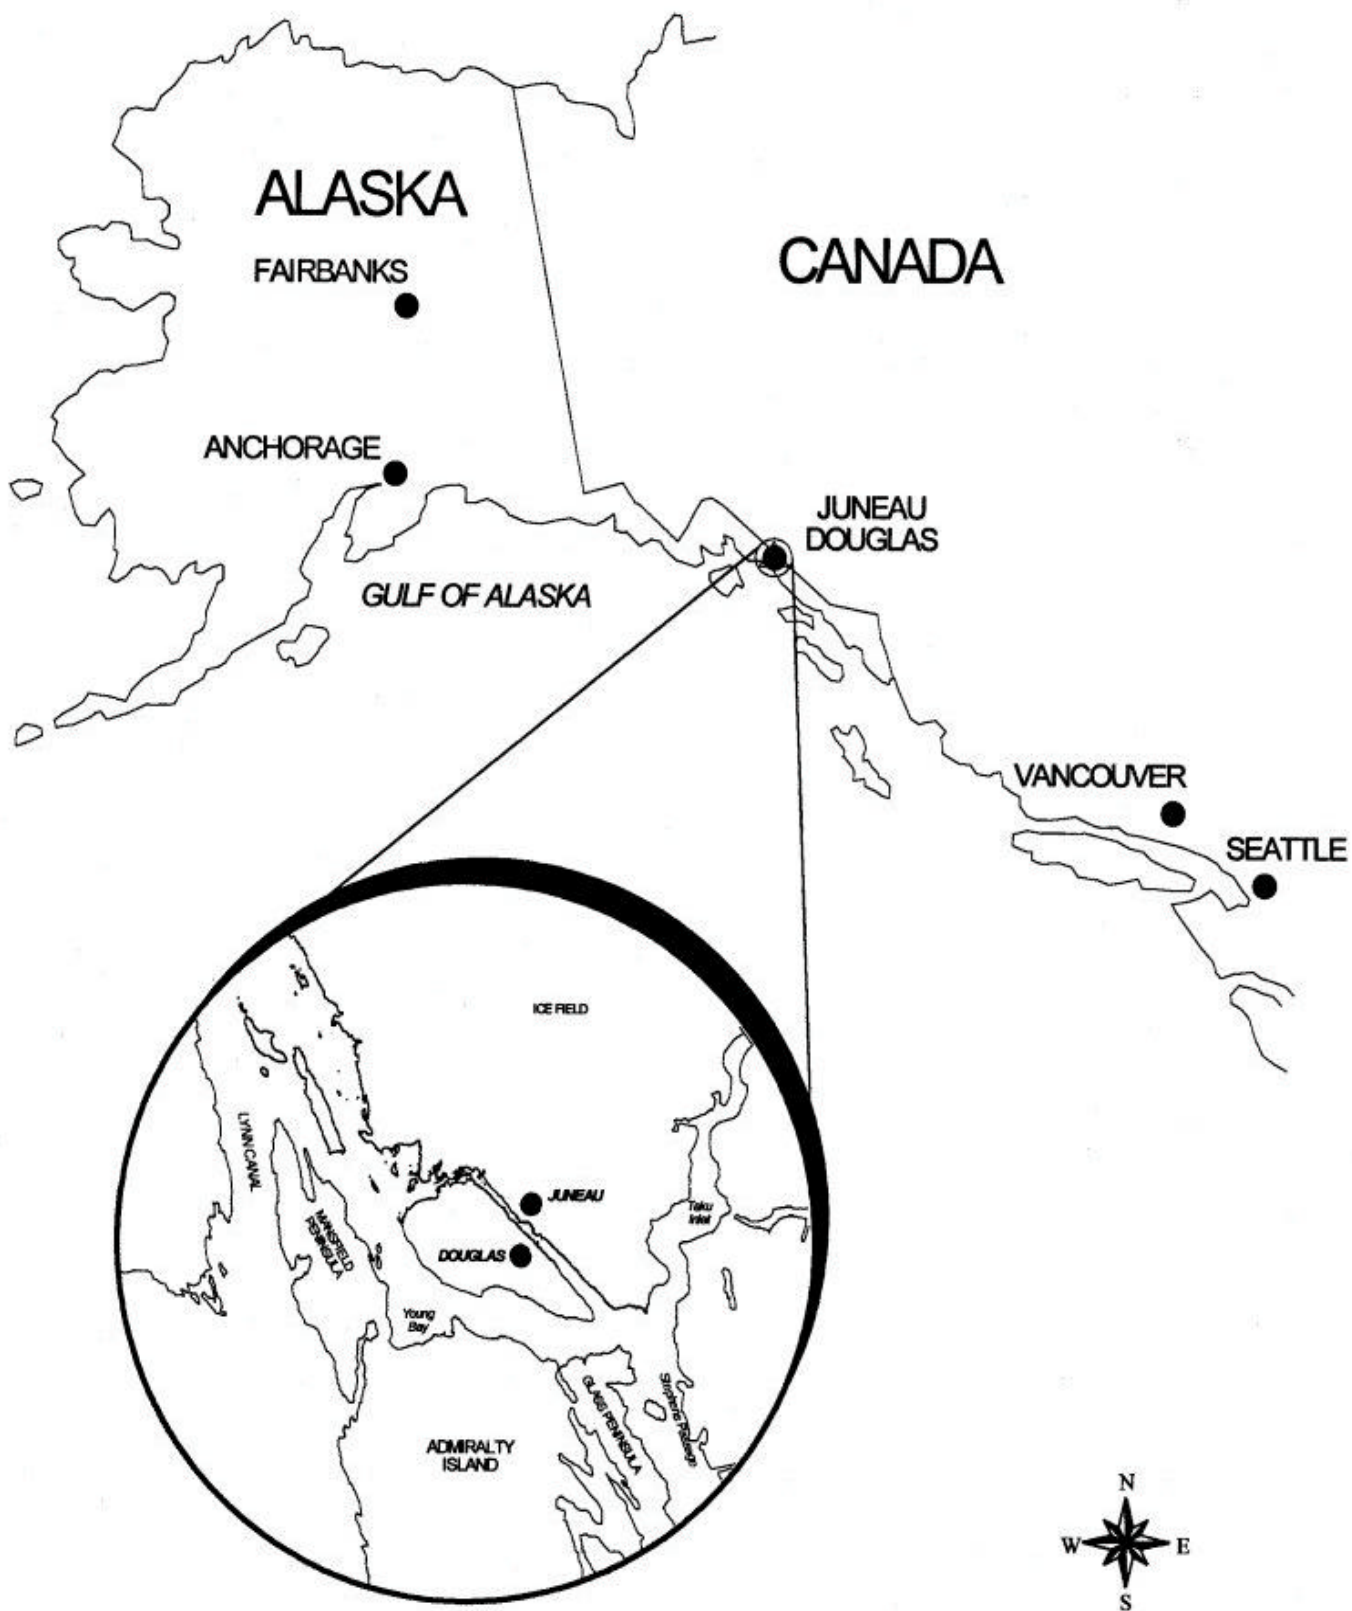 ALASKA
CANADA
FAIRBANKS
ANCHORAGE
JUNEAU
DOUGLAS
GULF OF ALASKA
VANCOUVER
SEATTLE
ICE FIELD
LYNN CANAL
JUNEAU
MANSFIELD
PENINSULA
Taku
Inlet
DOUGLAS
Young
Bay
GLASS PENINSULA
Stephens Passage
ADMIRALTY
ISLAND
N
W
E
S